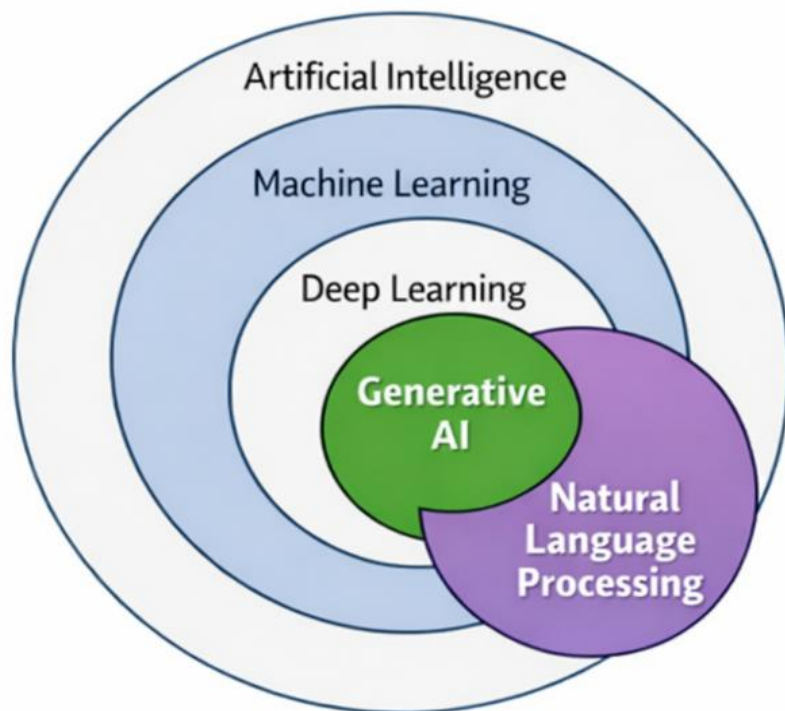 Artificial Intelligence
Machine Learning
Deep Learning
Generative
AI
Natural
Language
Processing